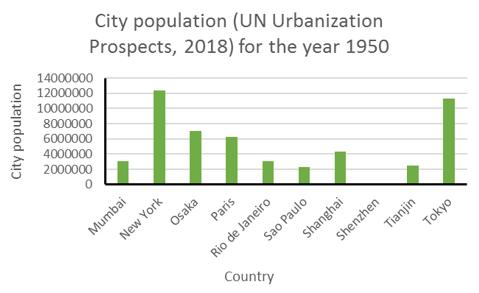 City population (UN Urbanization
Prospects, 2018) for the year 1950
City population
14000000
12000000
10000000
8000000
6000000
4000000
2000000
0
Mumbai
New York
Osaka
Paris
Rio de Janeiro
Sao Paulo
Shanghai
Shenzhen
Tianjin
Tokyo
Country